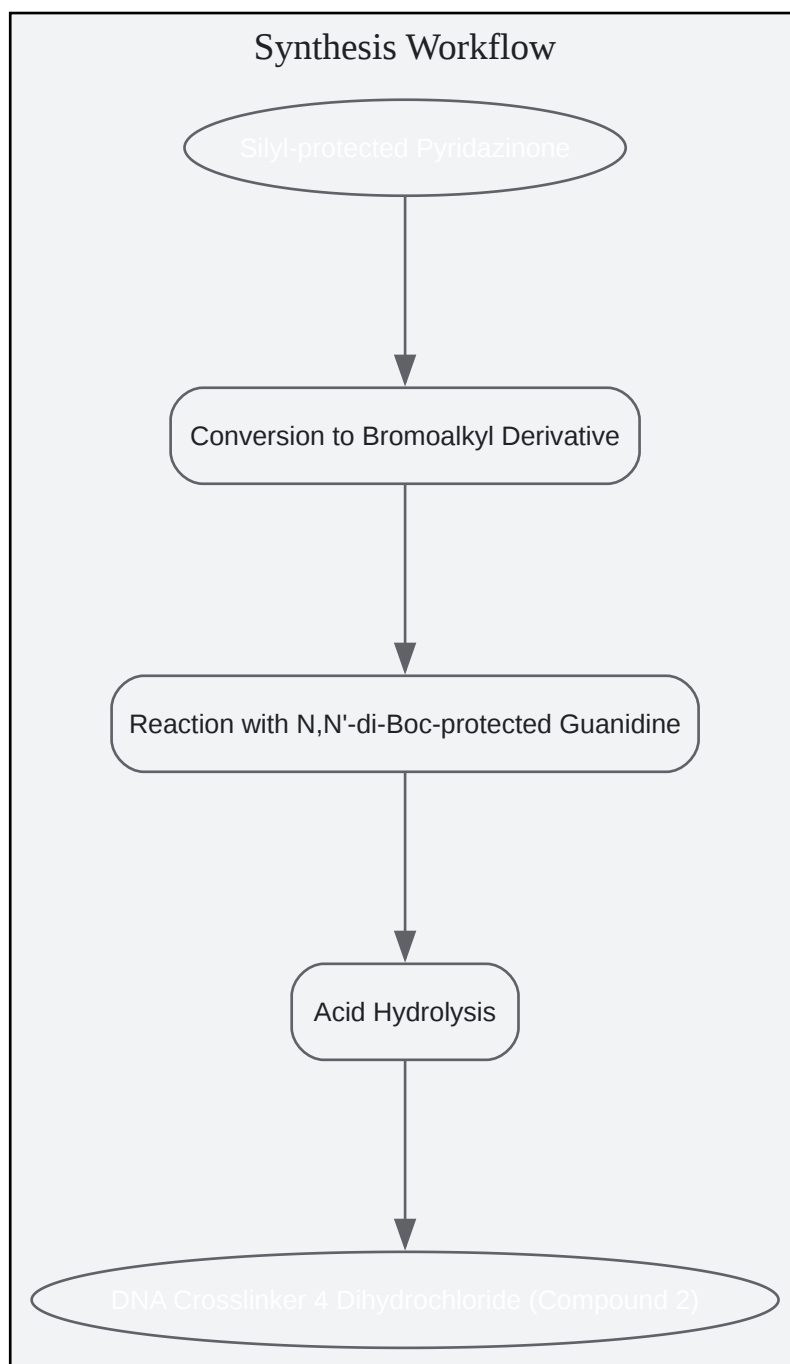 Synthesis Workflow
Silyl-protected Pyridazinone
Conversion to Bromoalkyl Derivative
Reaction with N,N'-di-Boc-protected Guanidine
Acid Hydrolysis
DNA Crosslinker 4 Dihydrochloride (Compound 2)